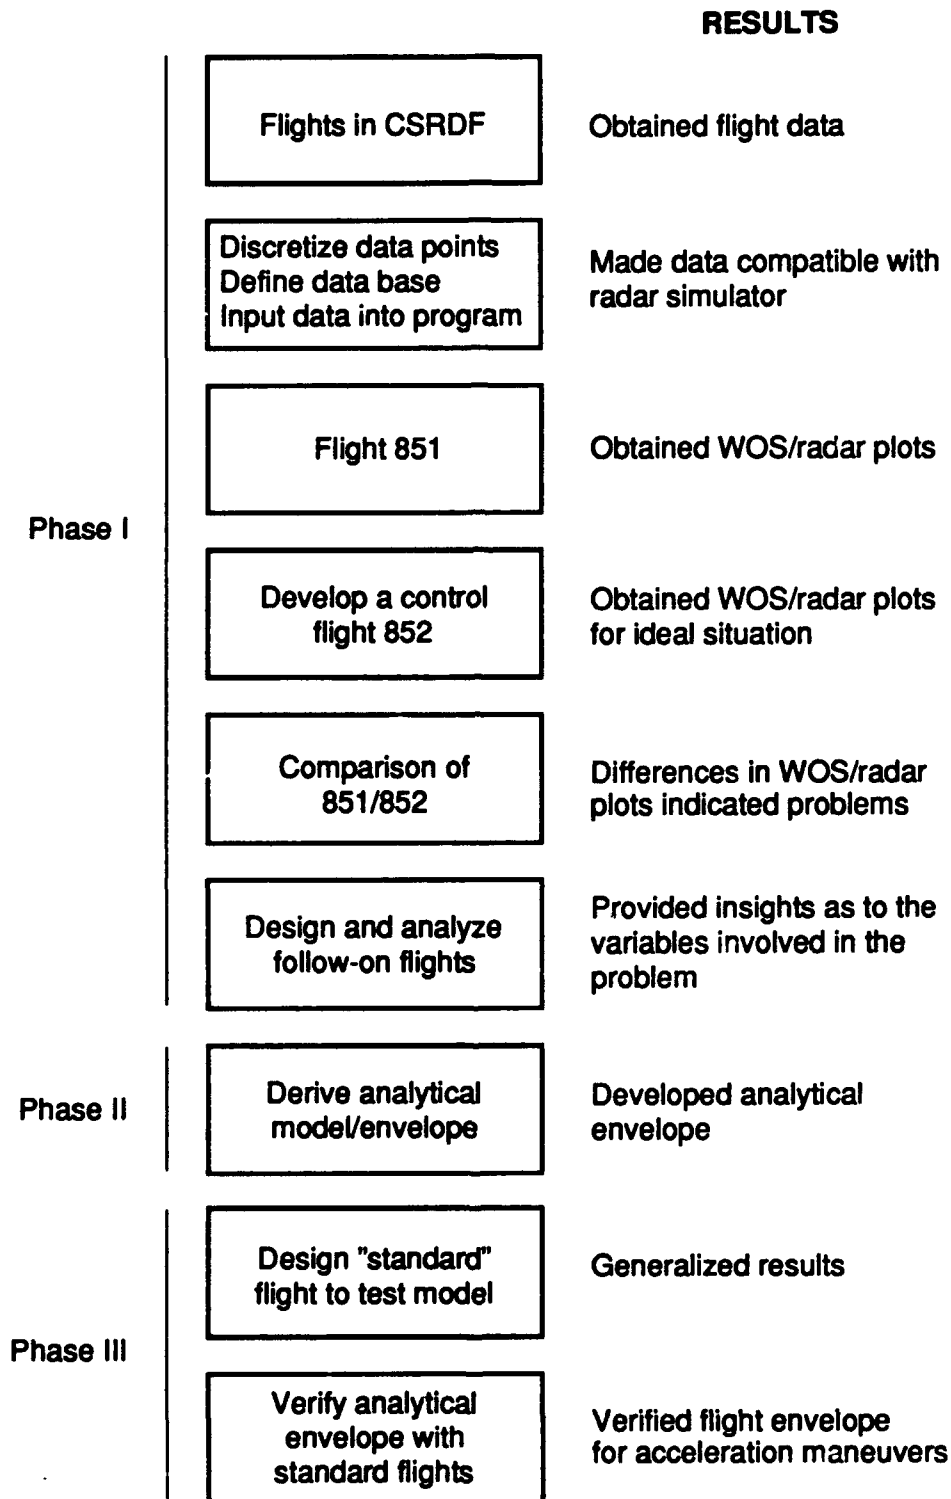 RESULTS
Flights in CSRDF
Obtained flight data
Discretize data points
Define data base
Input data into program
Made data compatible with
radar simulator
Flight 851
Obtained WOS/radar plots
Phase I
Develop a control
flight 852
Obtained WOS/radar plots
for ideal situation
Comparison of
851/852
Differences in WOS/radar
plots indicated problems
Design and analyze
follow-on flights
Provided insights as to the
variables involved in the
problem
Phase II
Derive analytical
model/envelope
Developed analytical
envelope
Phase III
Design "standard"
flight to test model
Generalized results
Verify analytical
envelope with
standard flights
Verified flight envelope
for acceleration maneuvers